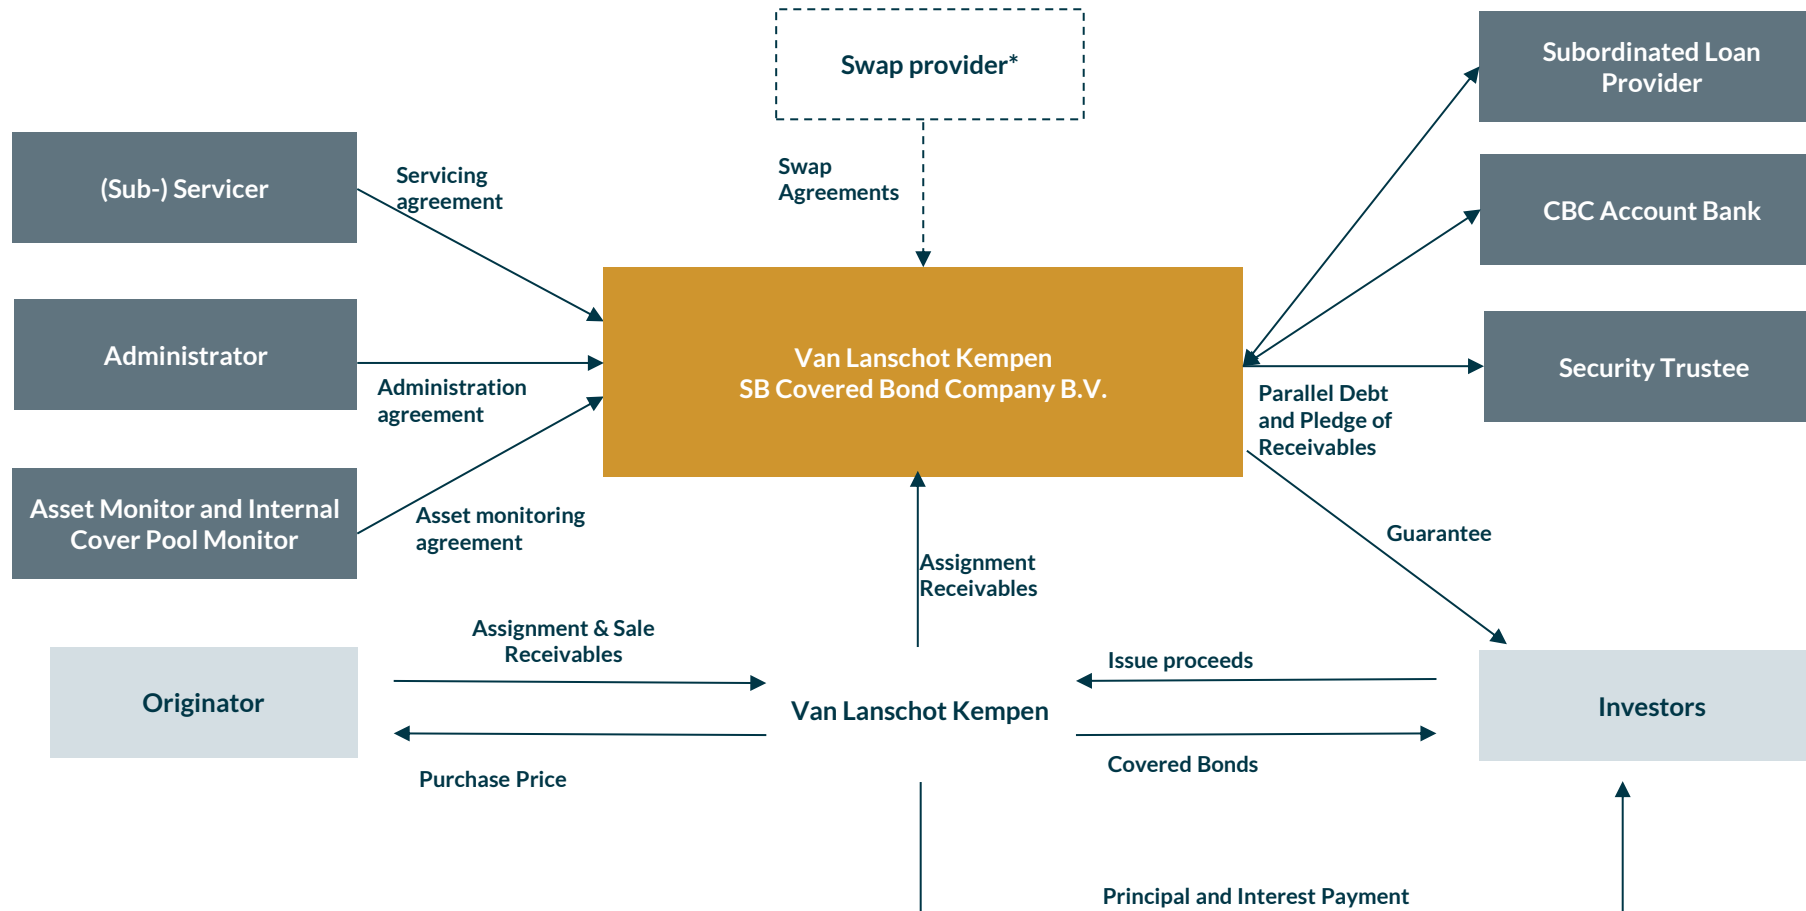 Swap provider*
Subordinated Loan
Provider
(Sub-) Servicer
Servicing
agreement
Swap
Agreements
CBC Account Bank
Administrator
Administration
agreement
Van Lanschot Kempen
SB Covered Bond Company B.V.
Security Trustee
Parallel Debt
and Pledge of
Receivables
Asset Monitor and Internal
Cover Pool Monitor
Asset monitoring
agreement
Assignment
Receivables
Guarantee
Assignment & Sale
Receivables
Issue proceeds
Originator
Van Lanschot Kempen
Investors
Purchase Price
Covered Bonds
Principal and Interest Payment